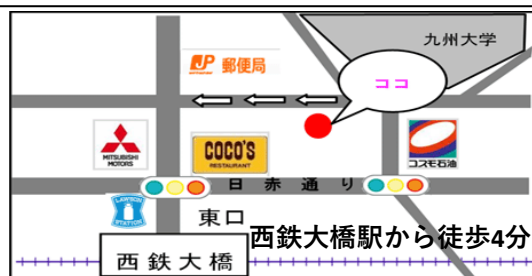 九州大学
JP 郵便局
ココ
MITSUBISHI
MOTORS
COCO'S
RESTAURANT
コスモ石油
日赤通り
LAWSON
STATION
東口
西鉄大橋駅から徒歩4分
西鉄大橋